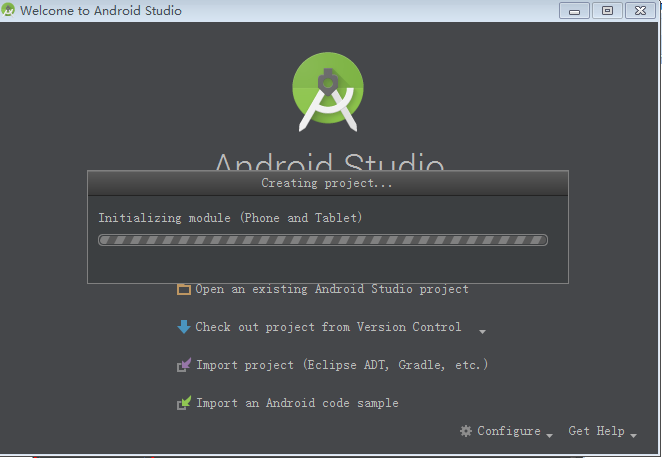 Welcome to Android Studio
Android Studio
Creating project...
Initializing module (Phone and Tablet)
Open an existing Android Studio project
Check out project from Version Control
Import project (Eclipse ADT, Gradle, etc.)
Import an Android code sample
Configure
Get Help